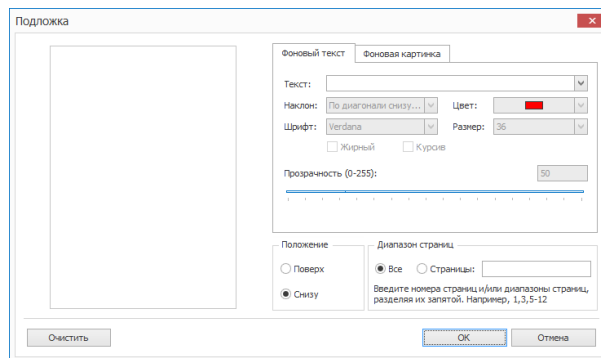 Подложка
Фоновый текст Фоновая картинка
Текст:
Наклон: По диагонали снизу... Цвет:
Шрифт: Verdana Размер: 36
Жирный Курсив
Прозрачность (0-255): 50
Положение Диапазон страниц
Поверх Все Страницы:
Снизу Введите номера страниц и/или диапазоны страниц,
разделяя их запятой. Например, 1,3,5-12
Очистить OK Отмена